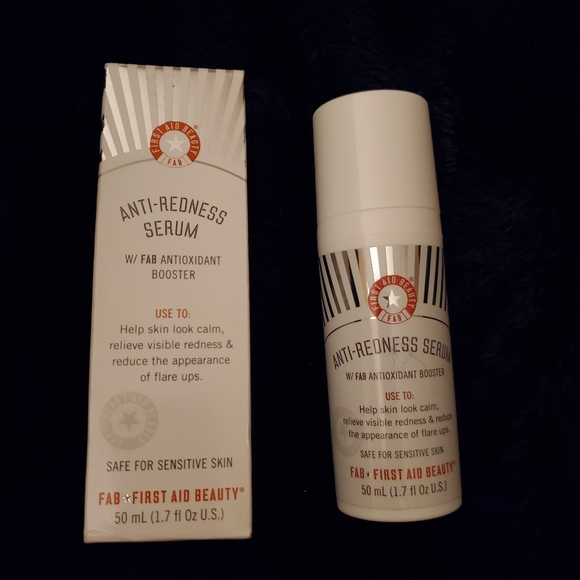 FIRST AID BEAUTY®
FAB
ANTI-REDNESS
SERUM
W/ FAB ANTIOXIDANT
BOOSTER
USE TO:
Help skin look calm,
relieve visible redness &
reduce the appearance
of flare ups.
SAFE FOR SENSITIVE SKIN
FAB+FIRST AID BEAUTY®
50 mL (1.7 fl Oz U.S.)
FIRST AID BEAUTY
FAB
ANTI-REDNESS SERUM
W/ FAB ANTIOXIDANT BOOSTER
USE TO:
Help skin look calm,
relieve visible redness & reduce
the appearance of flare ups.
SAFE FOR SENSITIVE SKIN
FAB+FIRST AID BEAUTY®
50 mL (1.7 fl Oz U.S.)